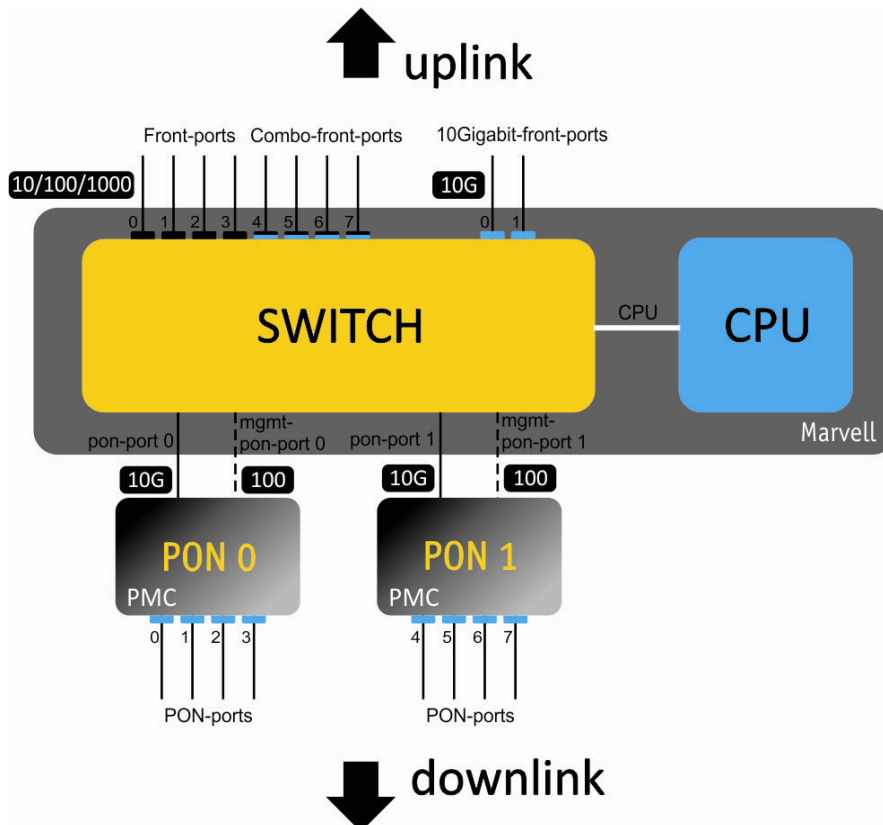 uplink
Front-ports Combo-front-ports 10Gigabit-front-ports
10/100/1000 10G
0 1 2 3 4 5 6 7 0 1
SWITCH CPU CPU
Marvell
pon-port 0 mgmt-pon-port 0 pon-port 1 mgmt-pon-port 1
10G 100 10G 100
PON 0 PON 1
PMC PMC
0 1 2 3 4 5 6 7
PON-ports PON-ports
downlink